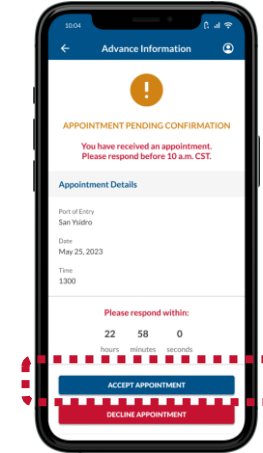 10:04
Advance Information
!
APPOINTMENT PENDING CONFIRMATION
You have received an appointment.
Please respond before 10 a.m. CST.
Appointment Details
Port of Entry
San Ysidro
Date
May 25, 2023
Time
1300
Please respond within:
22 58 0
hours minutes seconds
ACCEPT APPOINTMENT
DECLINE APPOINTMENT